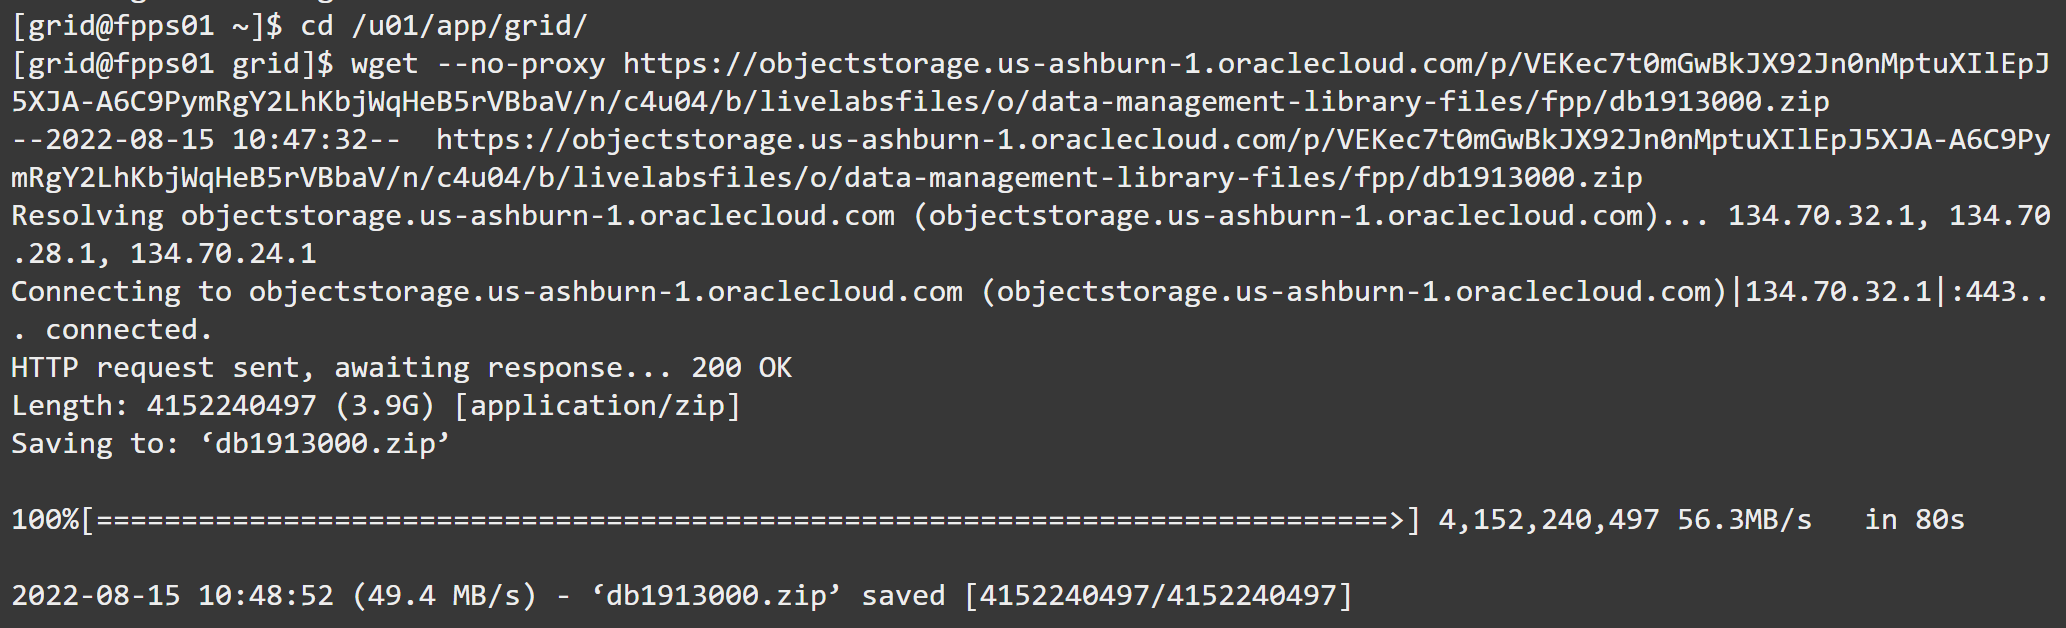 [grid@fpps01 ~]$ cd /u01/app/grid/
[grid@fpps01 grid]$ wget --no-proxy https://objectstorage.us-ashburn-1.oraclecloud.com/p/VEKec7t0mGwBkJX92Jn0nMptuXIlEpJ
5XJA-A6C9PymRgY2LhKbjWqHeB5rVBbaV/n/c4u04/b/livelabsfiles/o/data-management-library-files/fpp/db1913000.zip
--2022-08-15 10:47:32--  https://objectstorage.us-ashburn-1.oraclecloud.com/p/VEKec7t0mGwBkJX92Jn0nMptuXIlEpJ5XJA-A6C9Py
mRgY2LhKbjWqHeB5rVBbaV/n/c4u04/b/livelabsfiles/o/data-management-library-files/fpp/db1913000.zip
Resolving objectstorage.us-ashburn-1.oraclecloud.com (objectstorage.us-ashburn-1.oraclecloud.com)... 134.70.32.1, 134.70
.28.1, 134.70.24.1
Connecting to objectstorage.us-ashburn-1.oraclecloud.com (objectstorage.us-ashburn-1.oraclecloud.com)|134.70.32.1|:443..
. connected.
HTTP request sent, awaiting response... 200 OK
Length: 4152240497 (3.9G) [application/zip]
Saving to: ‘db1913000.zip’
100%[============================================================================>] 4,152,240,497 56.3MB/s   in 80s
2022-08-15 10:48:52 (49.4 MB/s) - ‘db1913000.zip’ saved [4152240497/4152240497]